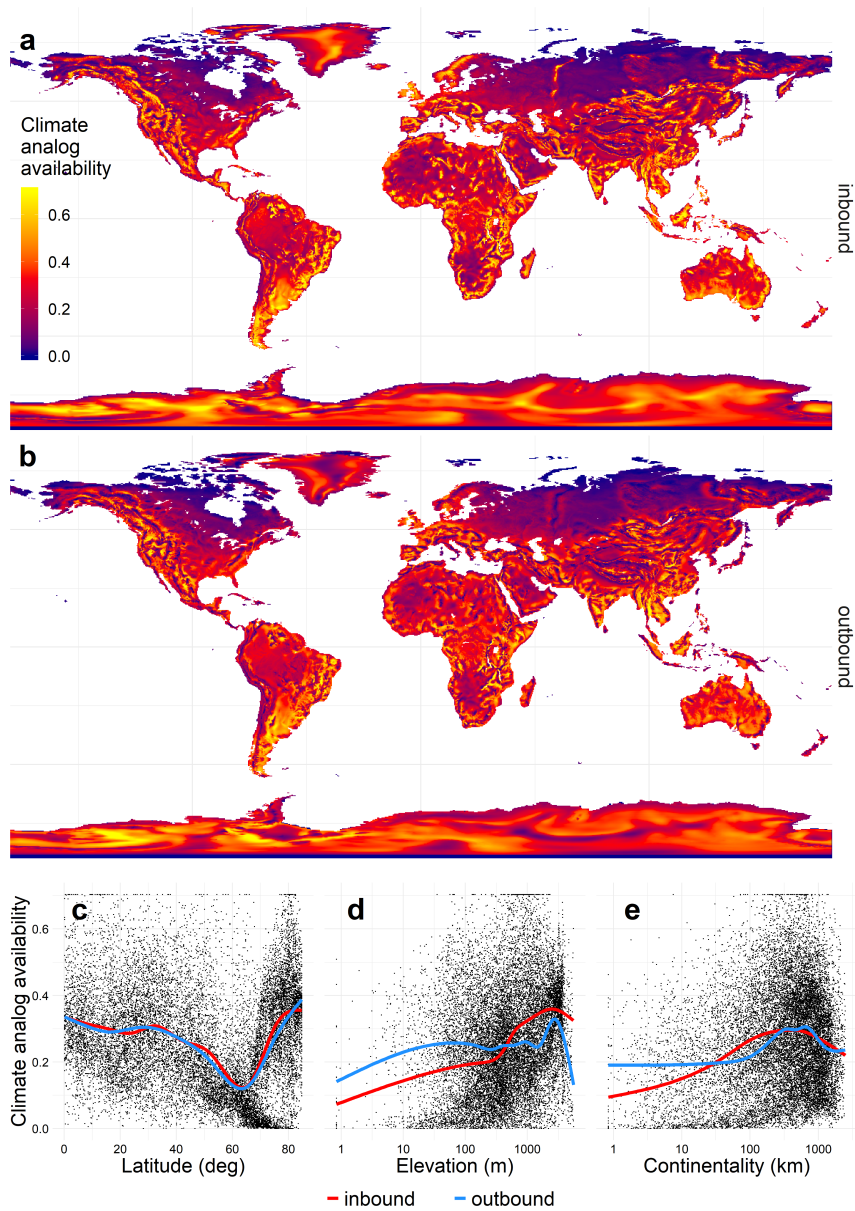 a
Climate
analog
availability
0.6
0.4
0.2
0.0
inbound
b
outbound
Climate analog availability
0.6
0.4
0.2
0.0
c
d
e
0 20 40 60 80
1 10 100 1000
1 10 100 1000
Latitude (deg)
Elevation (m)
Continentality (km)
inbound outbound